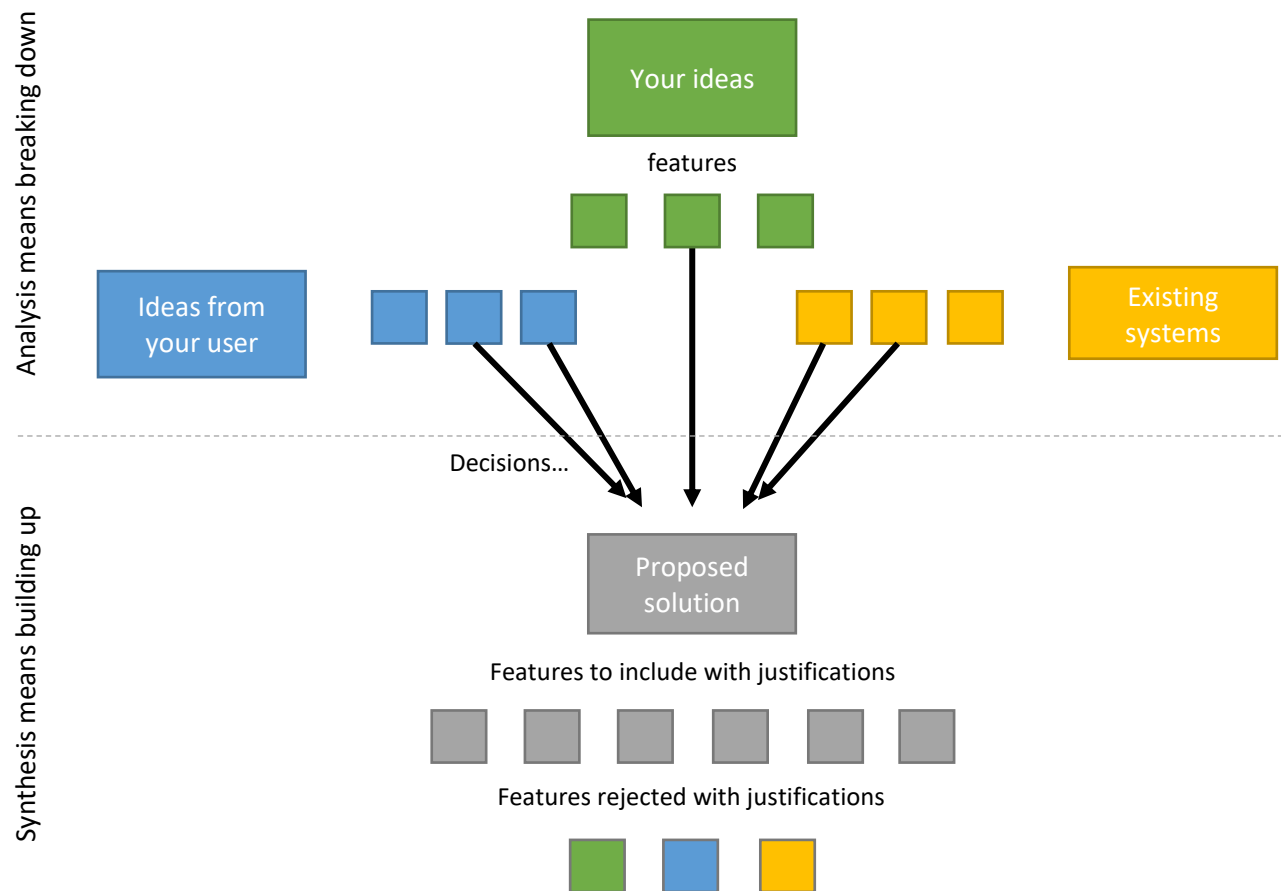 Analysis means breaking down
Your ideas
features
Ideas from
your user
Existing
systems
Decisions...
Synthesis means building up
Proposed
solution
Features to include with justifications
Features rejected with justifications